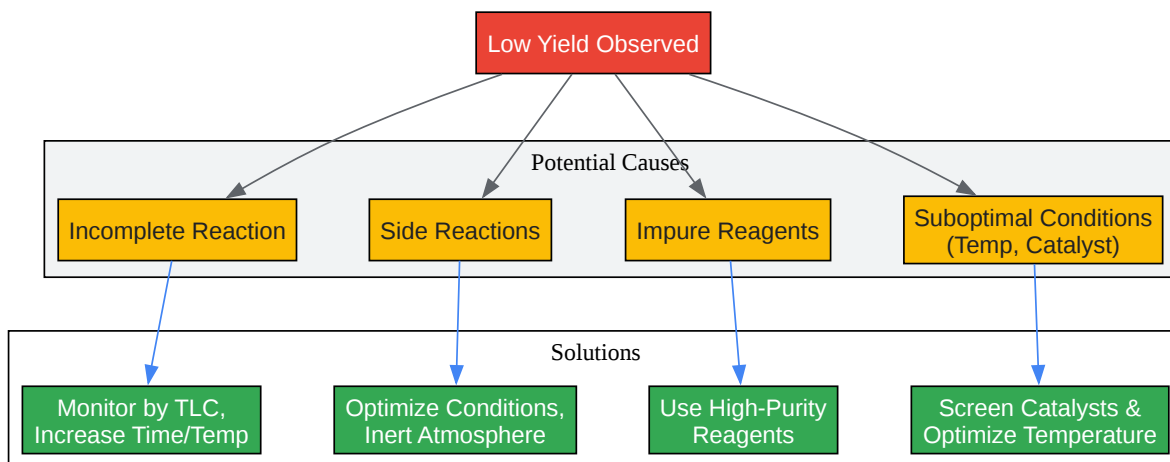 Low Yield Observed
Potential Causes
Incomplete Reaction
Side Reactions
Impure Reagents
Suboptimal Conditions
(Temp, Catalyst)
Solutions
Monitor by TLC,
Increase Time/Temp
Optimize Conditions,
Inert Atmosphere
Use High-Purity
Reagents
Screen Catalysts &
Optimize Temperature